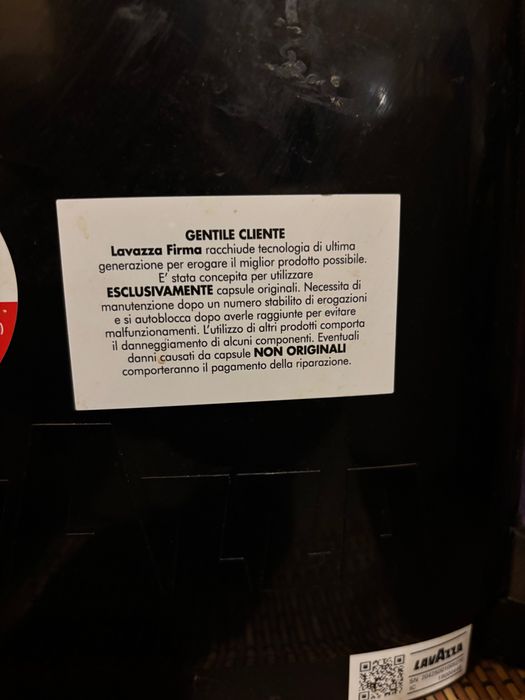 GENTILE CLIENTE
Lavazza Firma racchiude tecnologia di ultima
generazione per erogare il miglior prodotto possibile.
E' stata concepita per utilizzare
ESCLUSIVAMENTE capsule originali. Necessita di
manutenzione dopo un numero stabilito di erogazioni
e si autoblocca dopo averle raggiunte per evitare
malfunzionamenti. L'utilizzo di altri prodotti comporta
il danneggiamento di alcuni componenti. Eventuali
danni causati da capsule NON ORIGINALI
comporteranno il pagamento della riparazione.
LAVAZZA